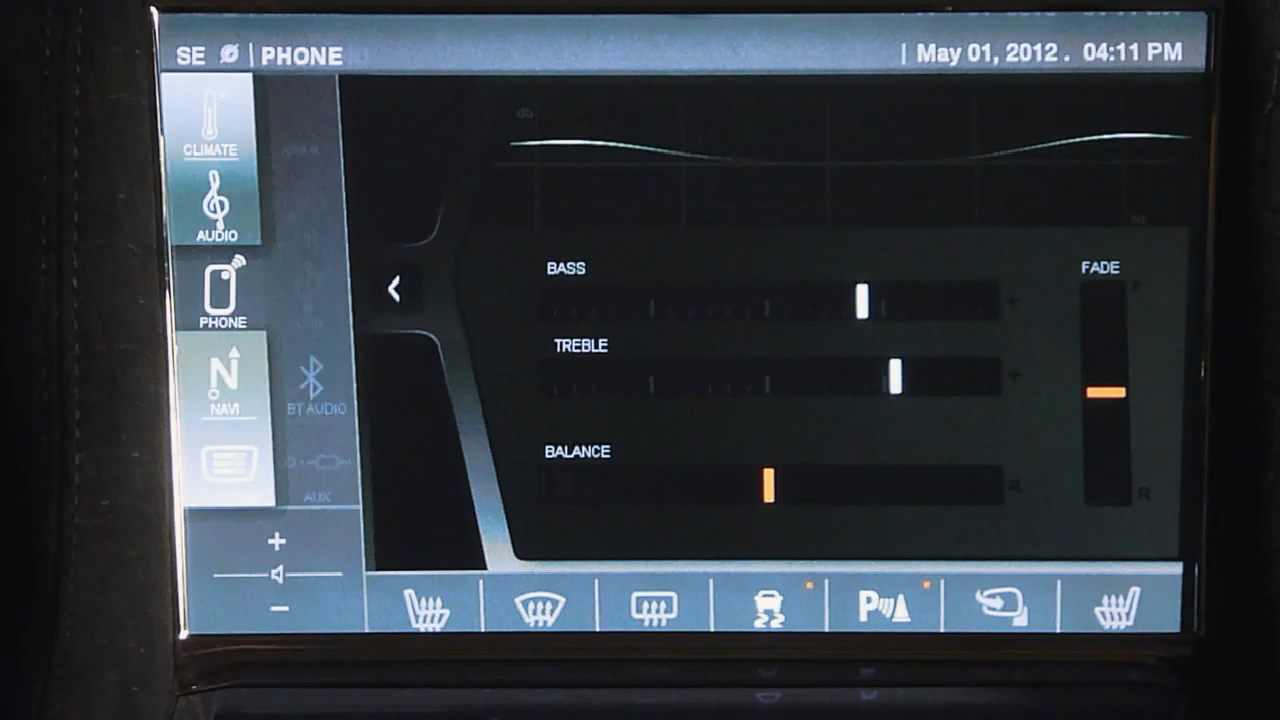 SE | PHONE
| May 01, 2012 . 04:11 PM
CLIMATE
AUDIO
PHONE
NAVI
BT AUDIO
AUX
+
−
db
BASS
+
TREBLE
+
BALANCE
R
FADE
F
R
P